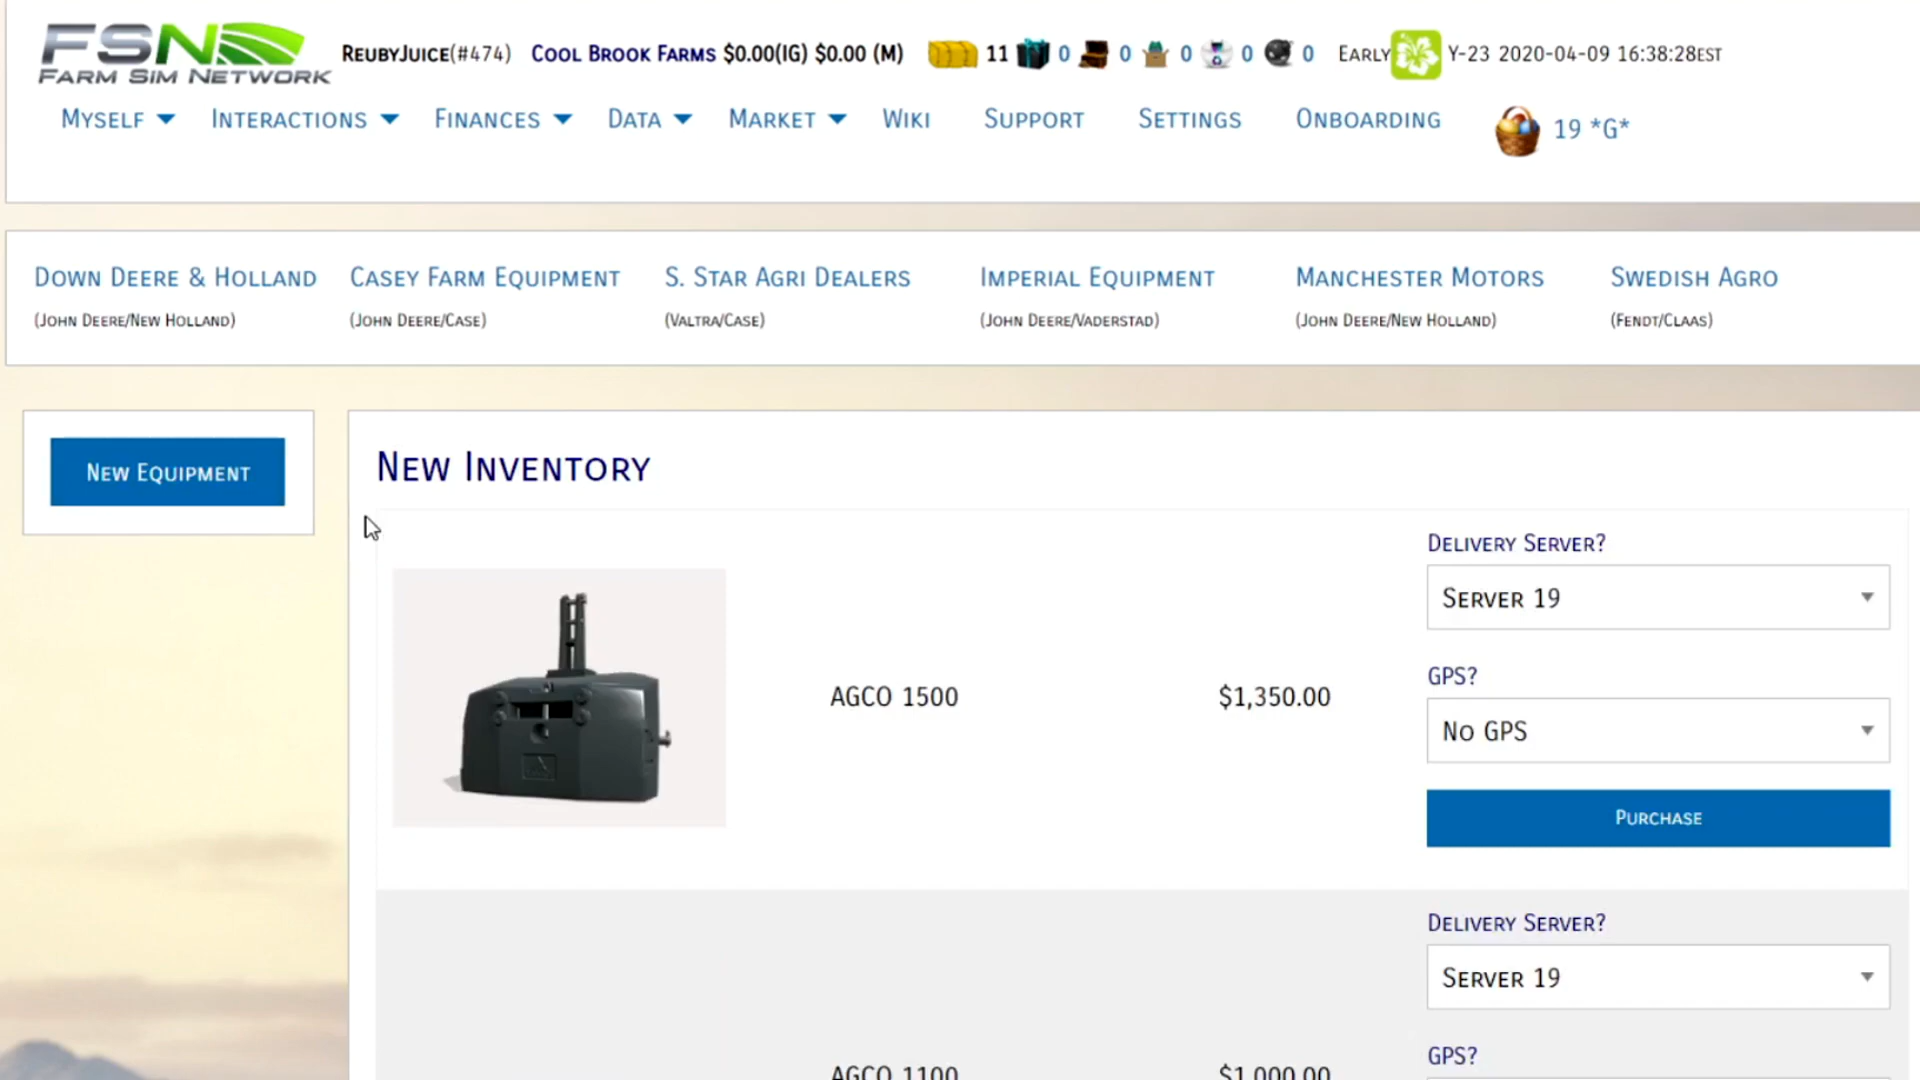 FSN
Farm Sim Network
ReubyJuice(#474) Cool Brook Farms $0.00(IG) $0.00 (M) 11 0 0 0 0 0 Early Y-23 2020-04-09 16:38:28EST
Myself Interactions Finances Data Market Wiki Support Settings Onboarding 19 *G*
Down Deere & Holland Casey Farm Equipment S. Star Agri Dealers Imperial Equipment Manchester Motors Swedish Agro
(John Deere/New Holland) (John Deere/Case) (Valtra/Case) (John Deere/Vaderstad) (John Deere/New Holland) (Fendt/Claas)
New Equipment
New Inventory
Delivery Server?
Server 19
GPS?
AGCO 1500 $1,350.00
No GPS
Purchase
Delivery Server?
Server 19
GPS?
AGCO 1100 $1,000.00